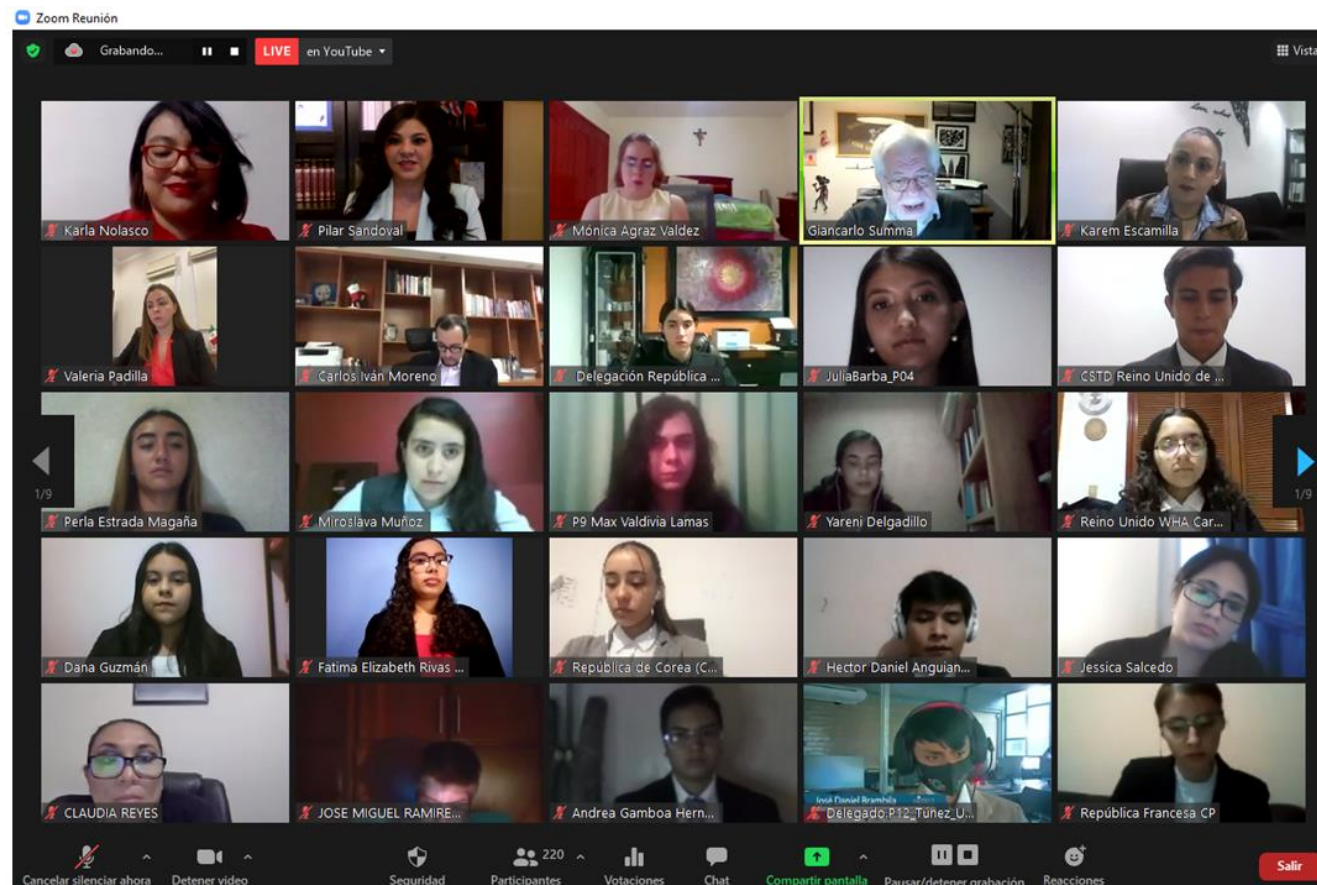 Zoom Reunión
Grabando...
LIVE en YouTube
Vista
Karla Nolasco
Pilar Sandoval
Mónica Agraz Valdez
Giancarlo Summa
Karem Escamilla
Valeria Padilla
Carlos Iván Moreno
Delegación República ...
JuliaBarba_P04
CSTD Reino Unido de ...
1/9
1/9
Perla Estrada Magaña
Miroslava Muñoz
P9 Max Valdivia Lamas
Yareni Delgadillo
Reino Unido WHA Car...
Dana Guzmán
Fatima Elizabeth Rivas ...
República de Corea (C...
Hector Daniel Anguian...
Jessica Salcedo
CLAUDIA REYES
JOSE MIGUEL RAMIRE...
Andrea Gamboa Hern...
José Daniel Brambila
Delegado P12_Túnez_U...
República Francesa CP
Cancelar silenciar ahora
Detener video
Seguridad
220
Participantes
Votaciones
Chat
Compartir pantalla
Pausar/detener grabación
Reacciones
Salir